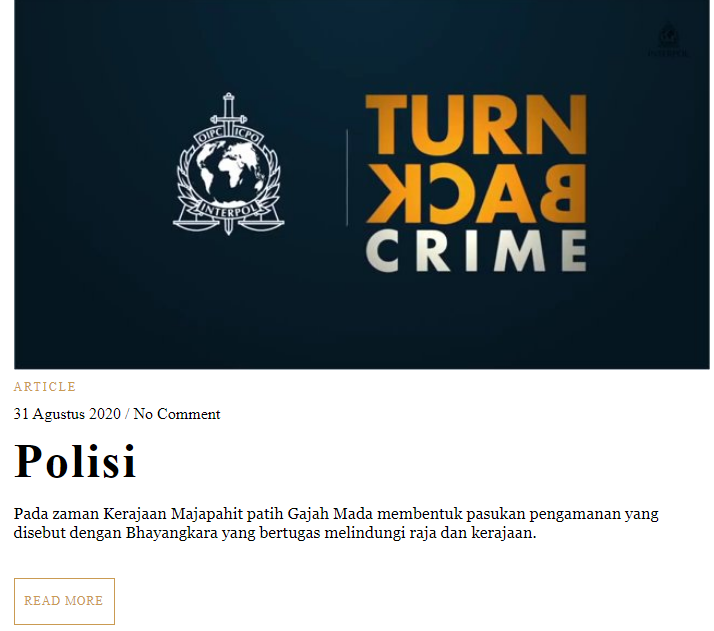 OIPC ICPO
INTERPOL
TURN
BACK
CRIME
ARTICLE
31 Agustus 2020 / No Comment
Polisi
Pada zaman Kerajaan Majapahit patih Gajah Mada membentuk pasukan pengamanan yang
disebut dengan Bhayangkara yang bertugas melindungi raja dan kerajaan.
READ MORE